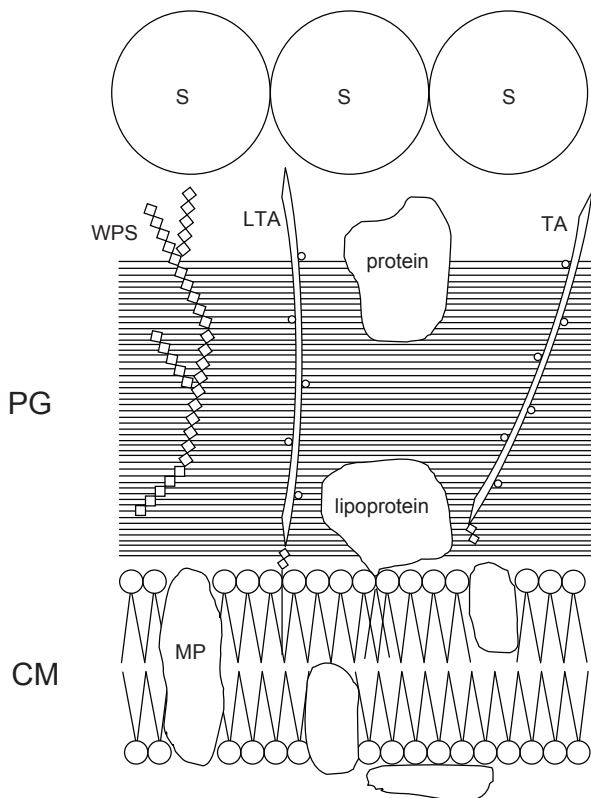 S S S
WPS LTA TA
protein
PG
lipoprotein
MP
CM